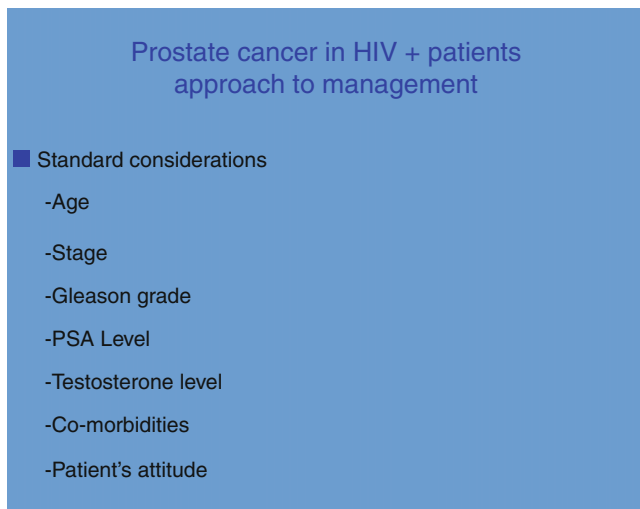 Prostate cancer in HIV + patients
approach to management
Standard considerations
-Age
-Stage
-Gleason grade
-PSA Level
-Testosterone level
-Co-morbidities
-Patient's attitude